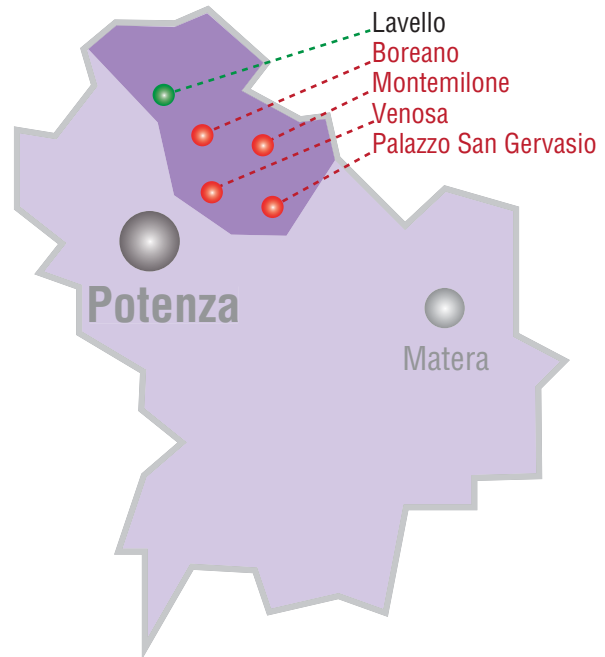 Lavello
Boreano
Montemilone
Venosa
Palazzo San Gervasio
Potenza
Matera